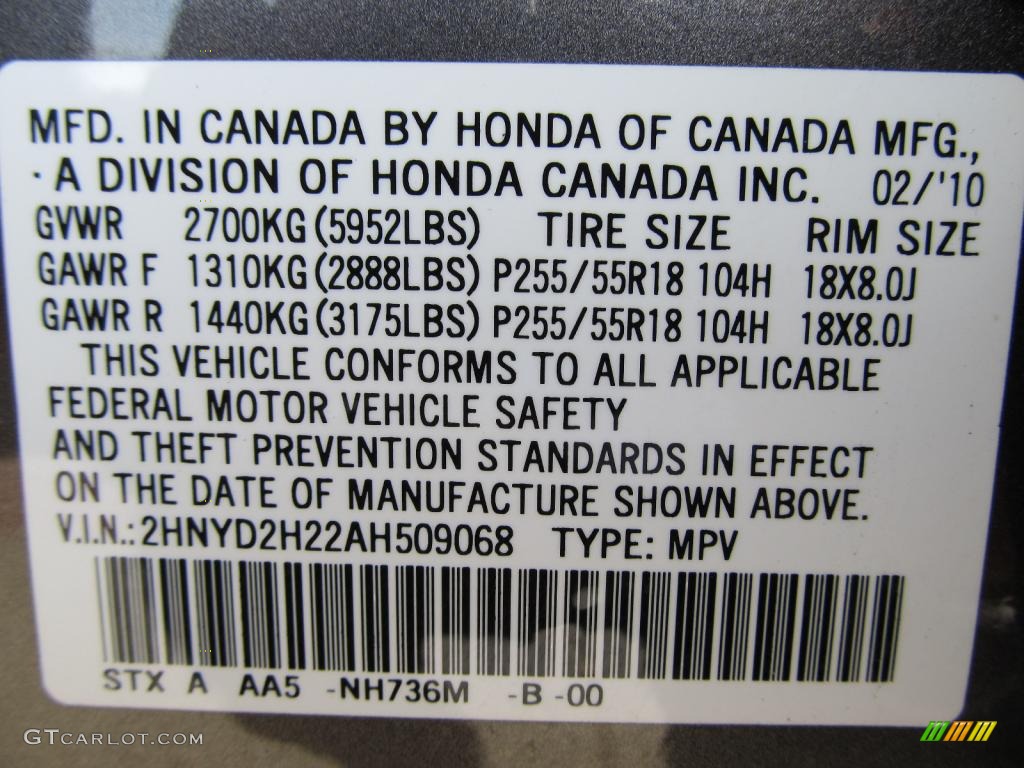 MFD. IN CANADA BY HONDA OF CANADA MFG.,
· A DIVISION OF HONDA CANADA INC. 02/'10
GVWR 2700KG (5952LBS) TIRE SIZE RIM SIZE
GAWR F 1310KG (2888LBS) P255/55R18 104H 18X8.0J
GAWR R 1440KG (3175LBS) P255/55R18 104H 18X8.0J
THIS VEHICLE CONFORMS TO ALL APPLICABLE
FEDERAL MOTOR VEHICLE SAFETY
AND THEFT PREVENTION STANDARDS IN EFFECT
ON THE DATE OF MANUFACTURE SHOWN ABOVE.
V.I.N.: 2HNYD2H22AH509068 TYPE: MPV
STX A AA5 -NH736M -B -00
GTCARLOT.COM